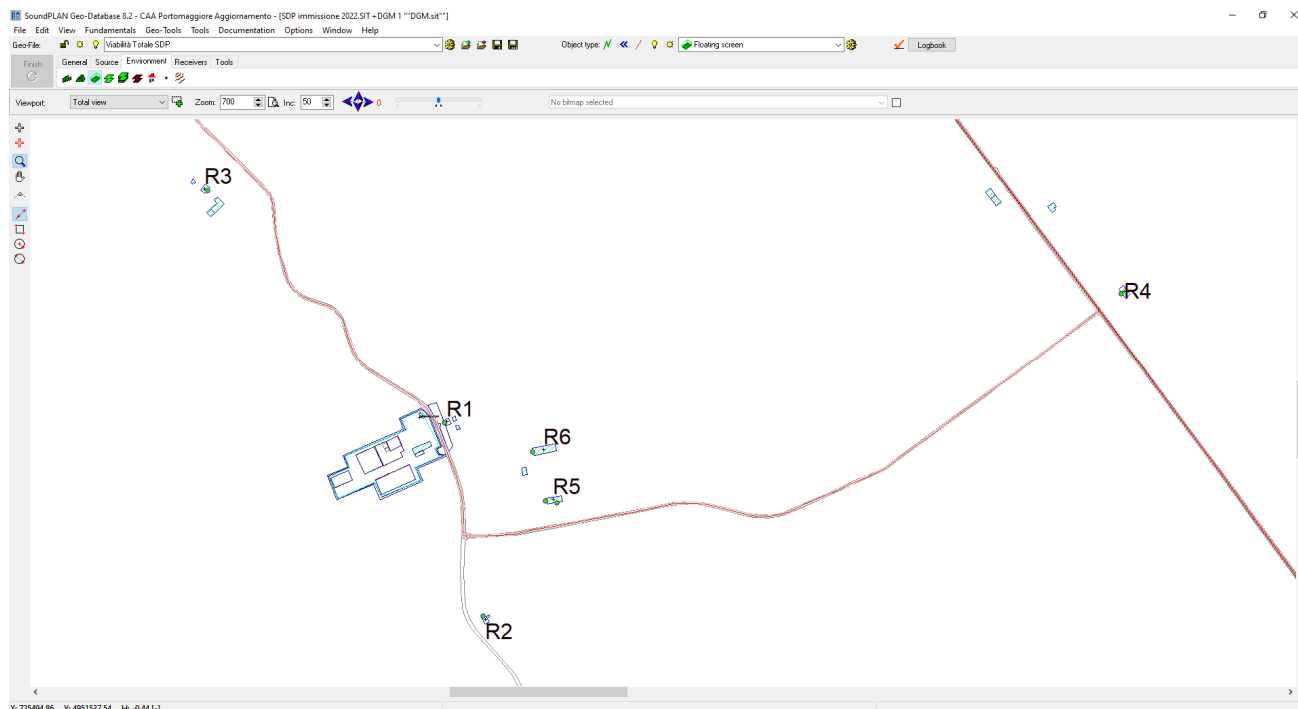 SoundPLAN Geo-Database 8.2 - CAA Portomaggiore Aggiornamento - [SDP immissione 2022.SIT +DGM 1 ""DGM.sit""]
File Edit View Fundamentals Geo-Tools Tools Documentation Options Window Help
Geo-File: Viabilità Totale SDP Object type: Floating screen Logbook
Finish General Source Environment Receivers Tools
Viewport: Total view Zoom: 700 Inc: 50 0 No bitmap selected
R3
R4
R1
R6
R5
R2
X: 725494.86 Y: 4951537.54 H: -0.44 [-]